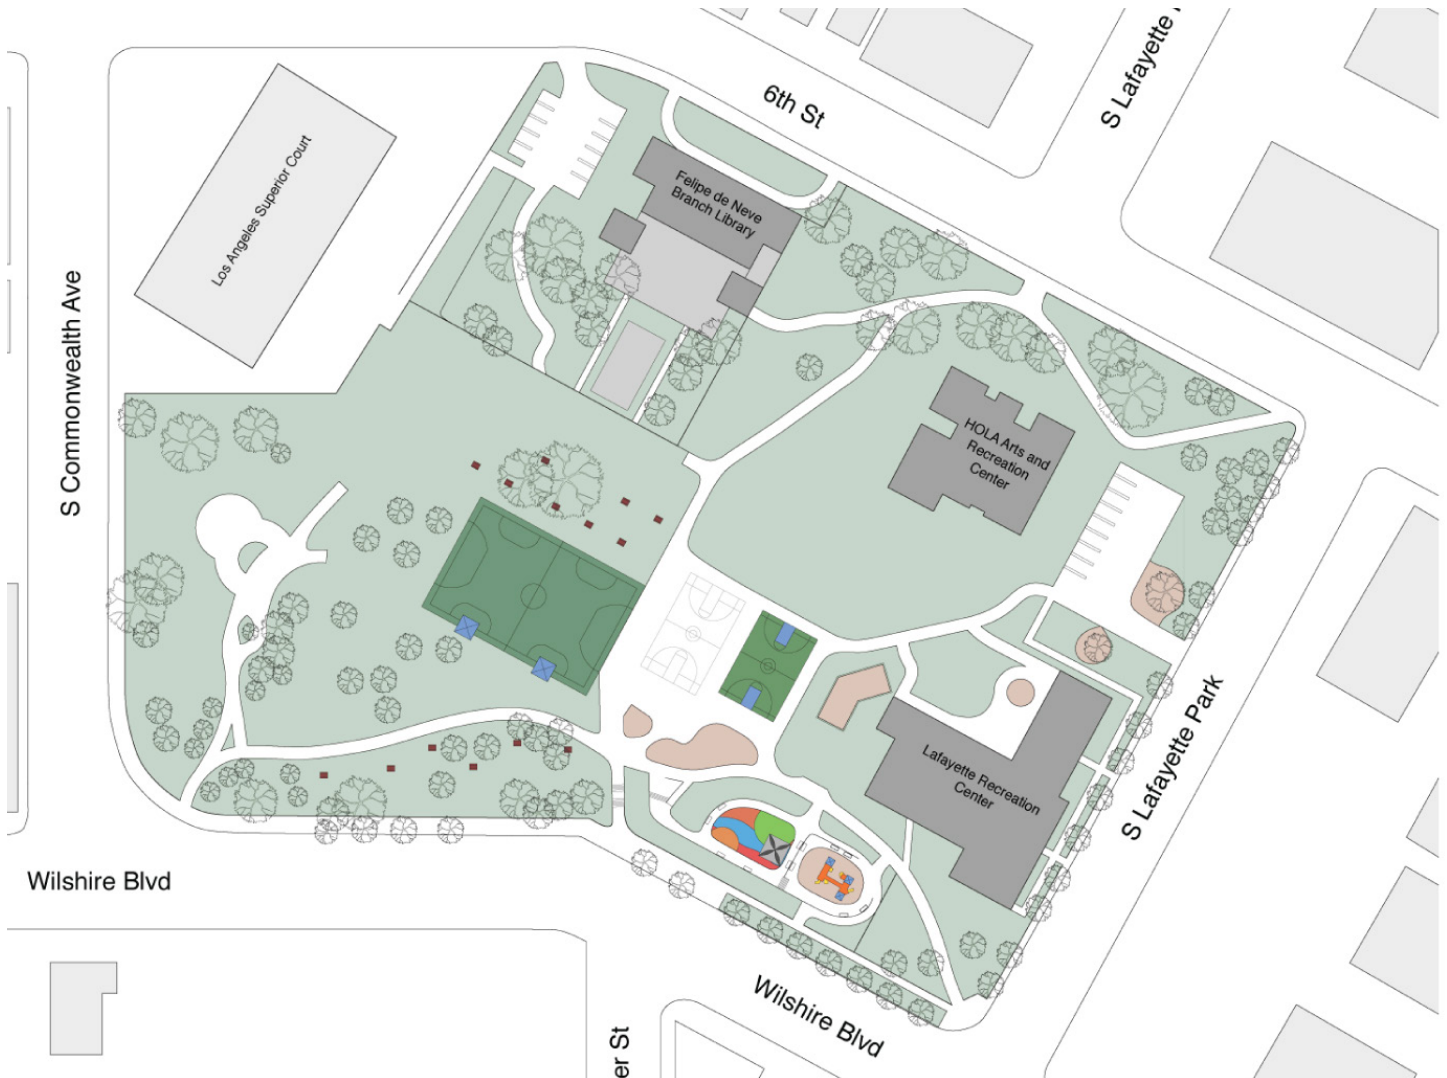 6th St
S Lafayette
Los Angeles Superior Court
Felipe de Neve
Branch Library
S Commonwealth Ave
HOLA Arts and
Recreation
Center
Lafayette Recreation
Center
S Lafayette Park
Wilshire Blvd
Wilshire Blvd
er St